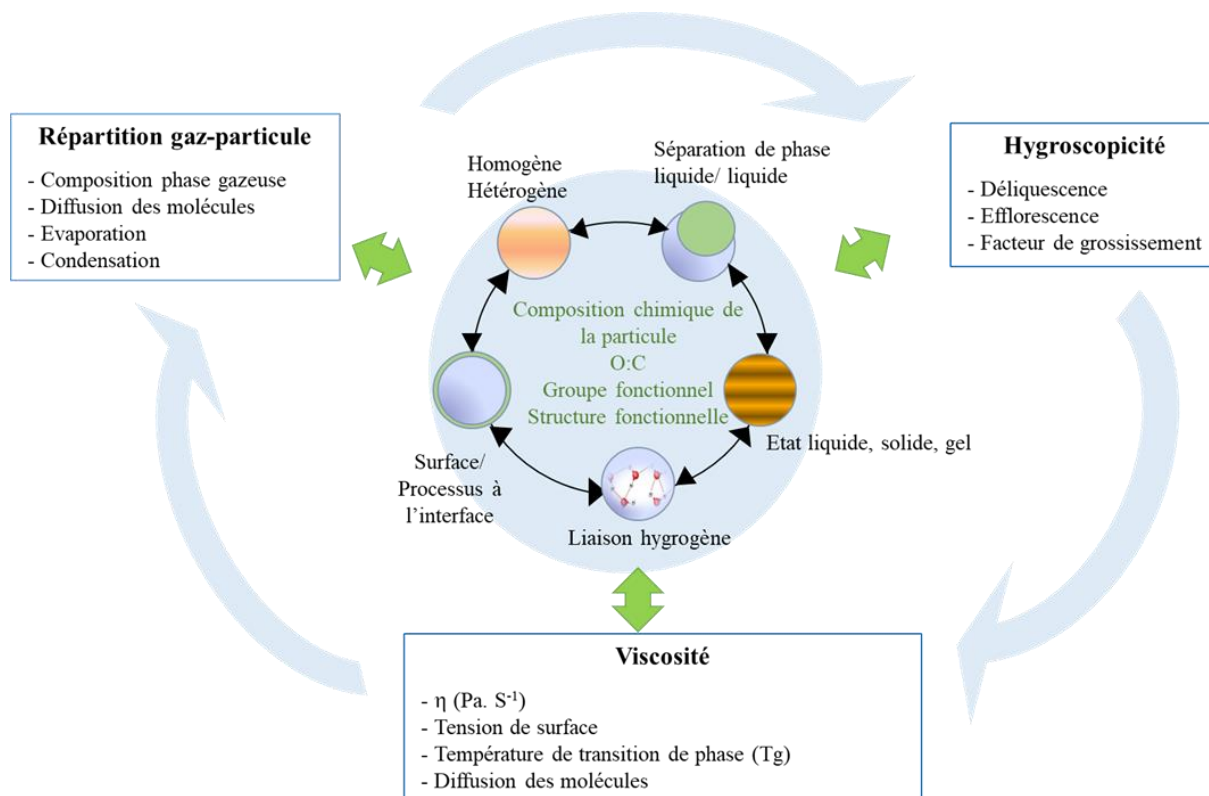 Répartition gaz-particule
- Composition phase gazeuse
- Diffusion des molécules
- Evaporation
- Condensation
Homogène
Hétérogène
Séparation de phase
liquide/ liquide
Hygroscopicité
- Déliquescence
- Efflorescence
- Facteur de grossissement
Composition chimique de
la particule
O:C
Groupe fonctionnel
Structure fonctionnelle
Surface/
Processus à
l’interface
Etat liquide, solide, gel
Liaison hygrogène
Viscosité
- η (Pa. S⁻¹)
- Tension de surface
- Température de transition de phase (Tg)
- Diffusion des molécules